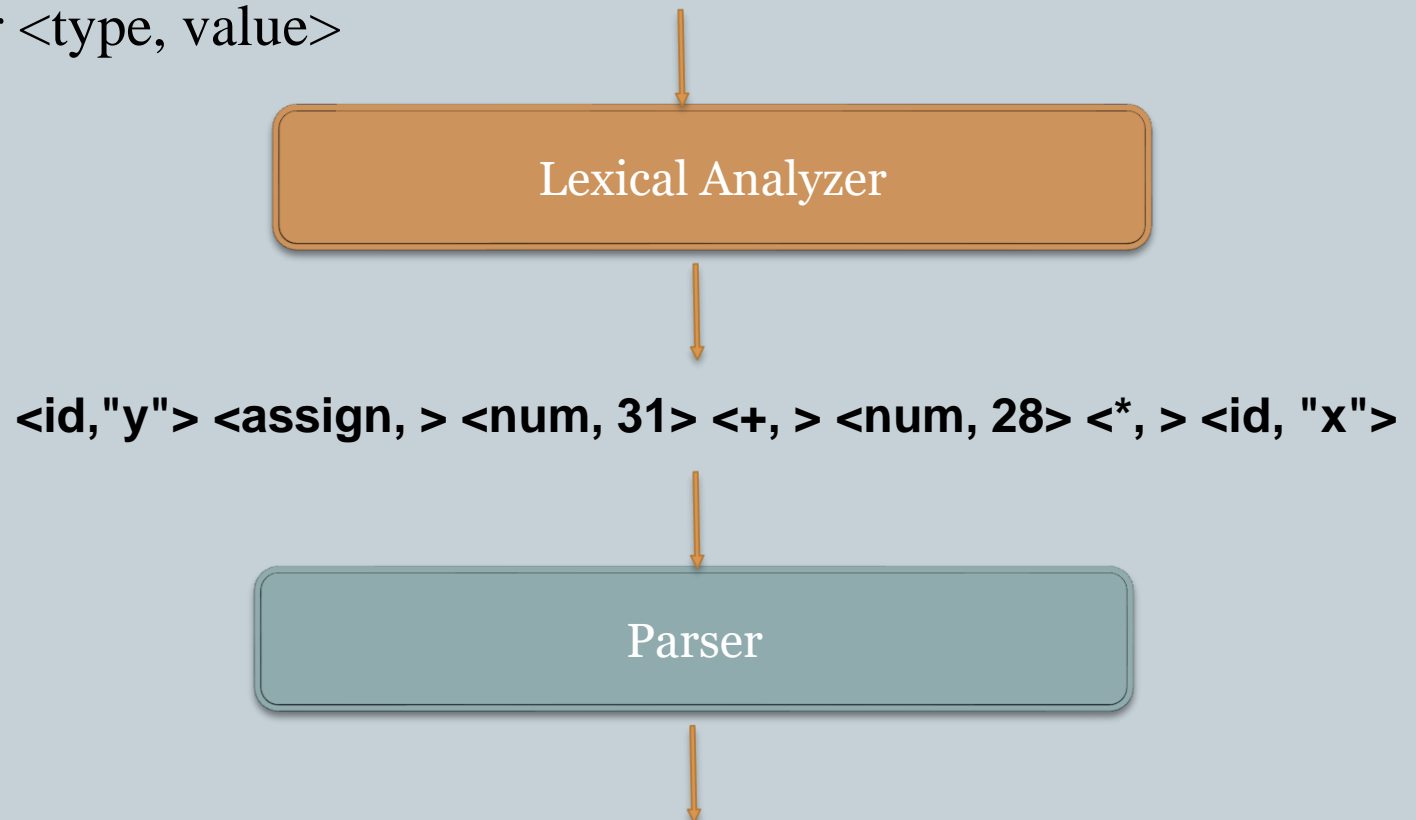 <type, value>
Lexical Analyzer
<id,"y"> <assign, > <num, 31> <+, > <num, 28> <*, > <id, "x">
Parser